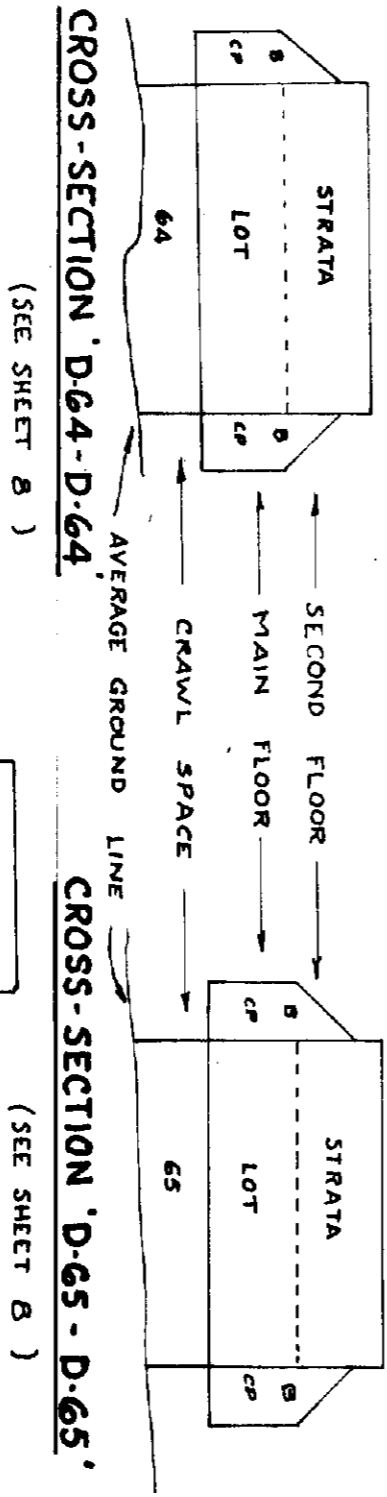 STRATA
B
B
LOT
CP
CP
64
CROSS-SECTION 'D-64-D-64'
(SEE SHEET 8)
SECOND FLOOR
MAIN FLOOR
CRAWL SPACE
AVERAGE GROUND LINE
STRATA
B
B
LOT
CP
CP
65
CROSS-SECTION 'D-65-D-65'
(SEE SHEET 8)